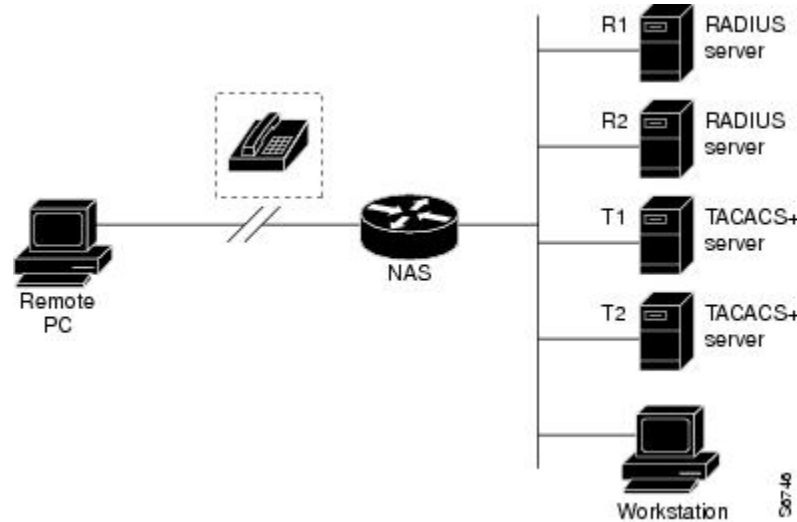 R1
RADIUS
server
R2
RADIUS
server
T1
TACACS+
server
T2
TACACS+
server
Remote
PC
NAS
Workstation
S6746